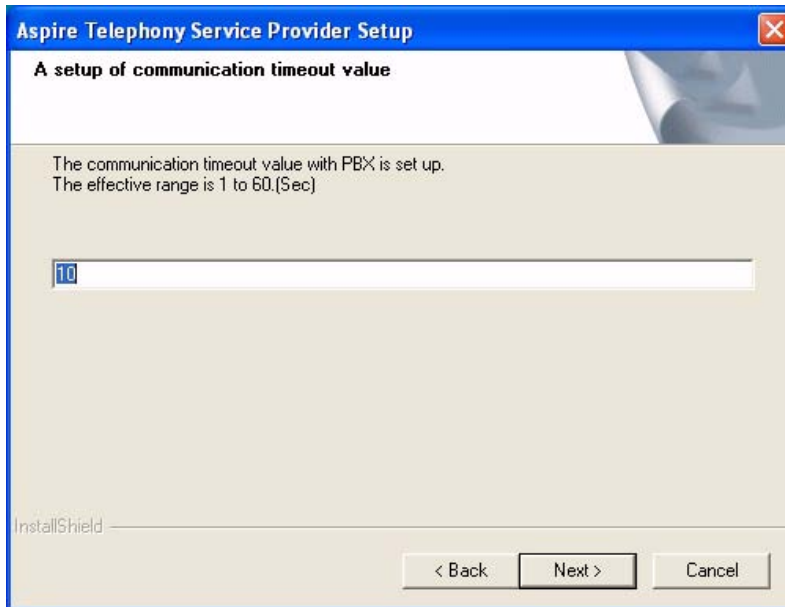 Aspire Telephony Service Provider Setup
A setup of communication timeout value
The communication timeout value with PBX is set up.
The effective range is 1 to 60.(Sec)
10
InstallShield
< Back
Next >
Cancel